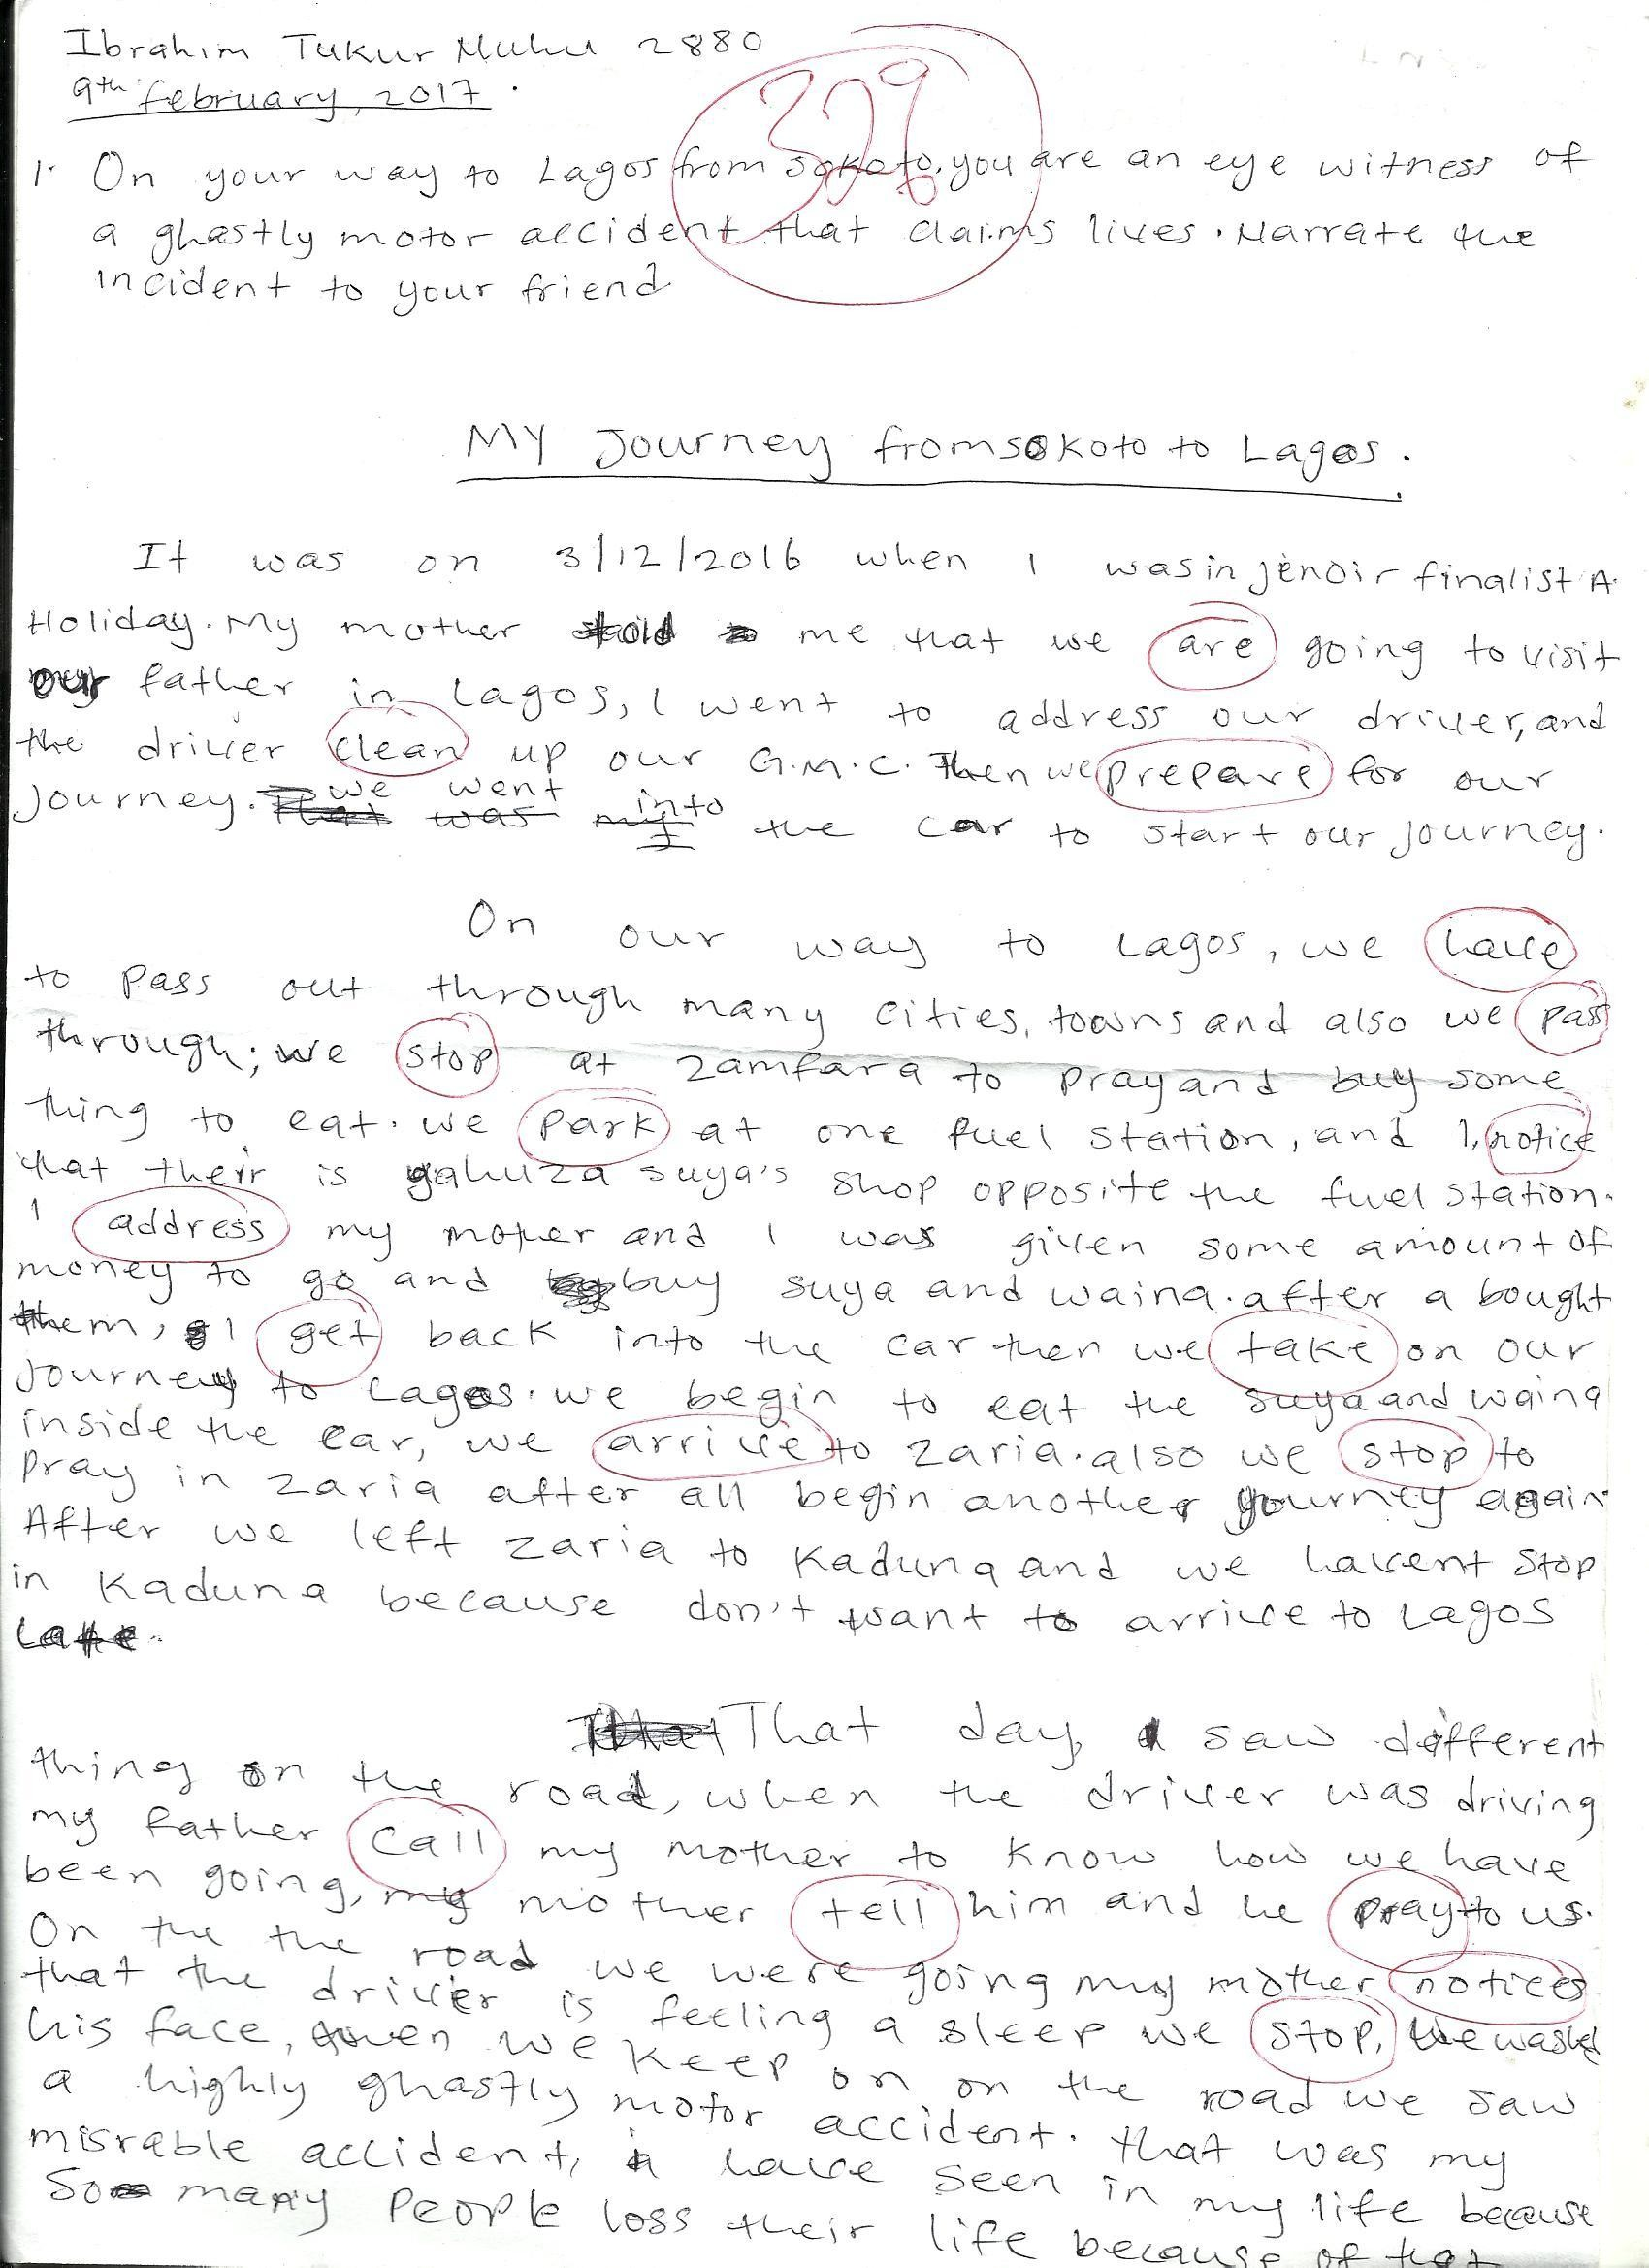 Ibrahim Tukur Muhu 2880
9th february, 2017.
329
1. On your way to Lagos from sokoto, you are an eye witness of
a ghastly motor accident that claims lives. Narrate the
incident to your friend
My Journey from sokoto to Lagos.
It was on 3/12/2016 when I was in jenoir finalist A
Holiday. My mother told me that we are going to visit
our father in Lagos, I went to address our driver, and
the driver clean up our G.M.C. Then we prepare for our
journey. we went into the car to start our journey.
On our way to Lagos, we have
to pass out through many cities, towns and also we pass
through; we stop at zamfara to pray and buy some
thing to eat. we park at one fuel station, and I, notice
that their is yahuza suya's shop opposite the fuel station.
I address my mother and I was given some amount of
money to go and buy suya and waina. after a bought
them, I get back into the car then we take on our
Journey to Lagos. we begin to eat the suya and waina
inside the car, we arrive to zaria. also we stop to
pray in zaria after all begin another yourney again
After we left zaria to Kaduna and we havent stop
in Kaduna because don't want to arrive to Lagos
Late.
That day, I saw different
thing on the road, when the driver was driving
my father call my mother to know how we have
been going, my mother tell him and he pray to us.
On the the road we were going my mother notices
that the driver is feeling a sleep we stop, he washed
his face, when we keep on on the road we saw
a highly ghastly motor accident. that was my
misrable accident, i have seen in my life because
So many people loss their life because of that